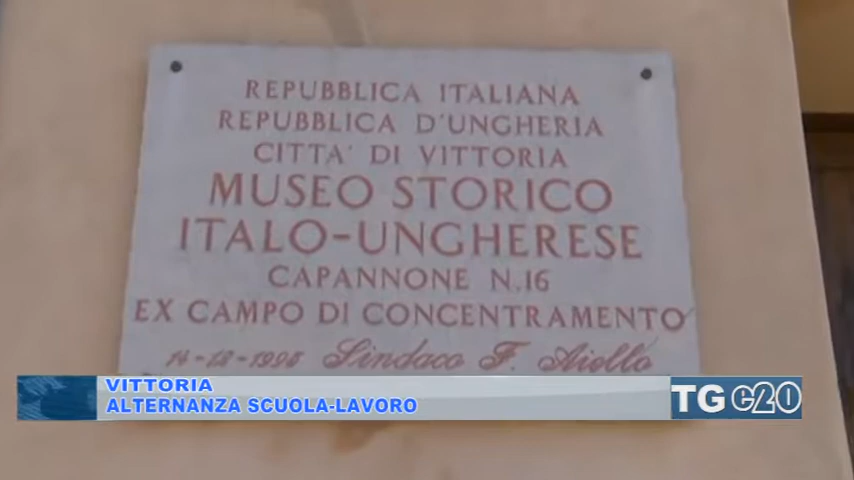 REPUBBLICA ITALIANA
REPUBBLICA D'UNGHERIA
CITTA' DI VITTORIA
MUSEO STORICO
ITALO-UNGHERESE
CAPANNONE N.16
EX CAMPO DI CONCENTRAMENTO
Sindaco F. Aiello
VITTORIA
ALTERNANZA SCUOLA-LAVORO
TG e20